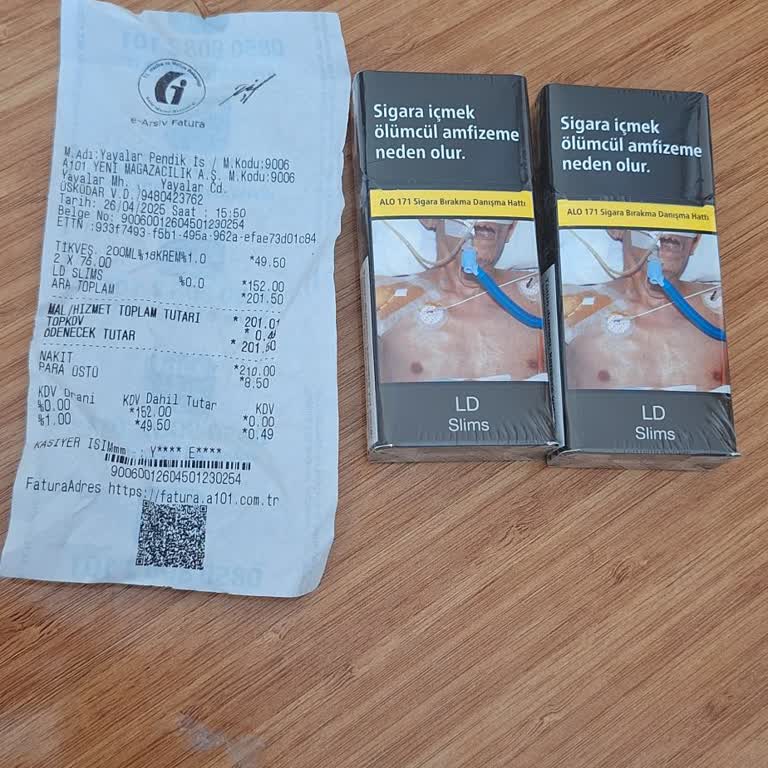 e-Arşiv Fatura
M.Adı:Yayalar Pendik Is / M.Kodu:9006
A101 YENİ MAGAZACILIK A.Ş. M.Kodu:9006
Yayalar Mh. Yayalar Cd.
ÜSKÜDAR V.D.:9480423762
Tarih: 26/04/2025 Saat : 15:50
Belge No: 90060012604501230254
ETTN :933f7493-f5b1-495a-962a-efae73d01c84
TIKVEŞ 200ML%18KREM%1.0 *49.50
2 X 76.00
LD SLIMS %0.0 *152.00
ARA TOPLAM *201.50
MAL/HİZMET TOPLAM TUTARI * 201.01
TOPKDV * 0.49
ÖDENECEK TUTAR * 201.50
NAKİT *210.00
PARA ÜSTÜ *8.50
KDV Orani KDV Dahil Tutar KDV
%0.00 *152.00 *0.00
%1.00 *49.50 *0.49
KASİYER ISIMmm : Y**** E****
90060012604501230254
FaturaAdres https://fatura.a101.com.tr
Sigara içmek
ölümcül amfizeme
neden olur.
ALO 171 Sigara Bırakma Danışma Hattı
LD
Slims
Sigara içmek
ölümcül amfizeme
neden olur.
ALO 171 Sigara Bırakma Danışma Hattı
LD
Slims